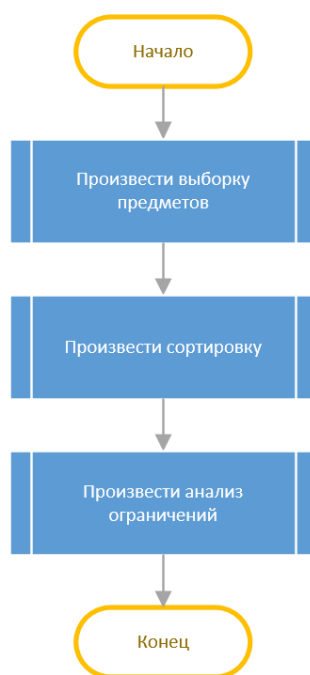 Начало
Произвести выборку
предметов
Произвести сортировку
Произвести анализ
ограничений
Конец